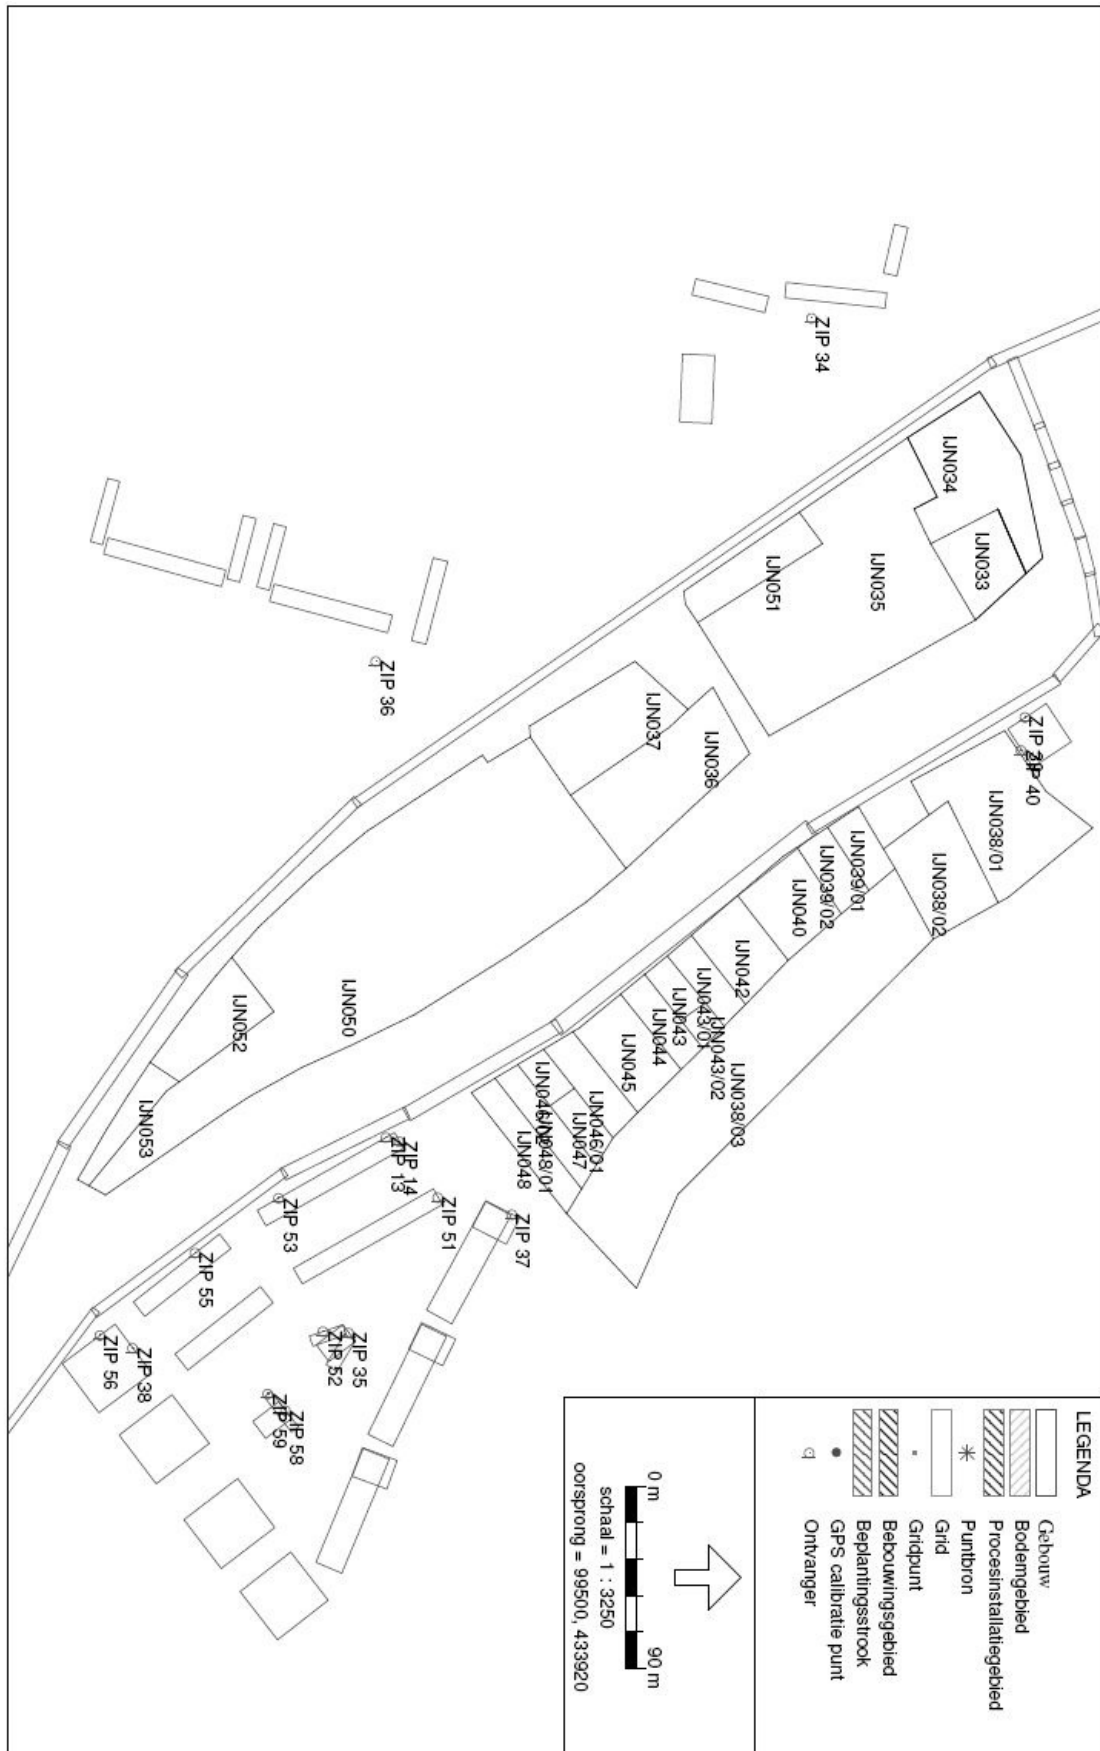 ZIP 34
IJN034
IJN033
IJN035
IJN051
ZIP 36
IJN037
IJN036
ZIP 40
IJN038/01
IJN038/02
IJN039/01
IJN039/02
IJN040
IJN042
IJN043/01
IJN043/02
IJN043
IJN044
IJN038/03
IJN045
IJN046/01
IJN047
IJN048/01
IJN048
IJN050
IJN052
IJN053
ZIP 14
ZIP 13
ZIP 51
ZIP 53
ZIP 37
ZIP 55
ZIP 35
ZIP 52
ZIP 38
ZIP 56
ZIP 58
ZIP 59
LEGENDA
Gebouw
Bodemgebied
Procesinstallatiegebied
Puntbron
Grid
Gridpunt
Bebouwingsgebied
Beplantingsstrook
GPS calibratie punt
Ontvanger
0 m 90 m
schaal = 1 : 3250
oorsprong = 99500, 433920